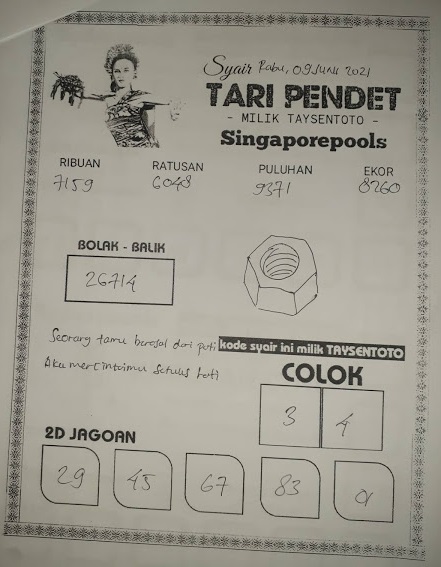 Syair Rabu, 09 Juni 2021
TARI PENDET
- MILIK TAYSENTOTO -
Singaporepools
RIBUAN RATUSAN PULUHAN EKOR
7159 6048 9371 8260
BOLAK - BALIK
26714
Seorang tamu berasal dari pati
kode syair ini milik TAYSENTOTO
Aku mencintaimu setulus hati
COLOK
3 4
2D JAGOAN
29 45 67 83